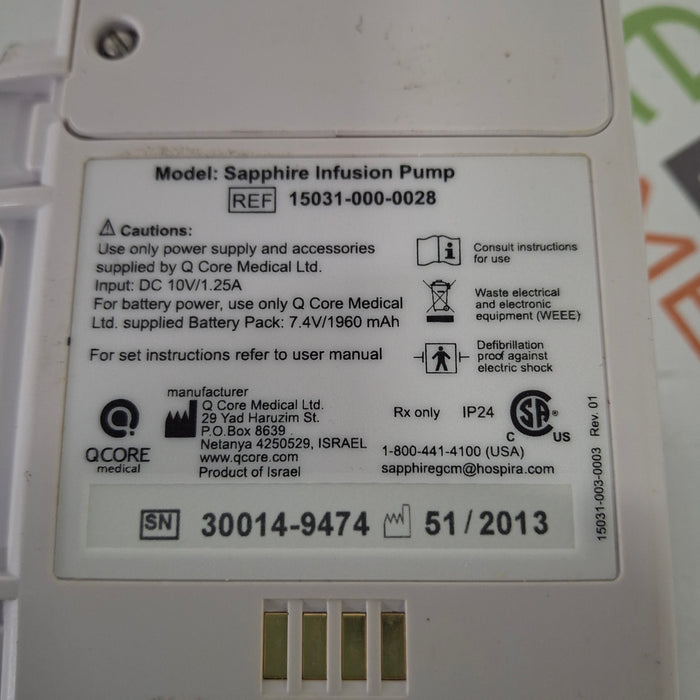 Model: Sapphire Infusion Pump
REF 15031-000-0028
Cautions:
Use only power supply and accessories
supplied by Q Core Medical Ltd.
Input: DC 10V/1.25A
For battery power, use only Q Core Medical
Ltd. supplied Battery Pack: 7.4V/1960 mAh
For set instructions refer to user manual
Consult instructions
for use
Waste electrical
and electronic
equipment (WEEE)
Defibrillation
proof against
electric shock
QCORE
medical
manufacturer
Q Core Medical Ltd.
29 Yad Haruzim St.
P.O.Box 8639
Netanya 4250529, ISRAEL
www.qcore.com
Product of Israel
Rx only IP24
C SA ® US
1-800-441-4100 (USA)
sapphiregcm@hospira.com
SN 30014-9474 51/2013
15031-003-0003 Rev. 01